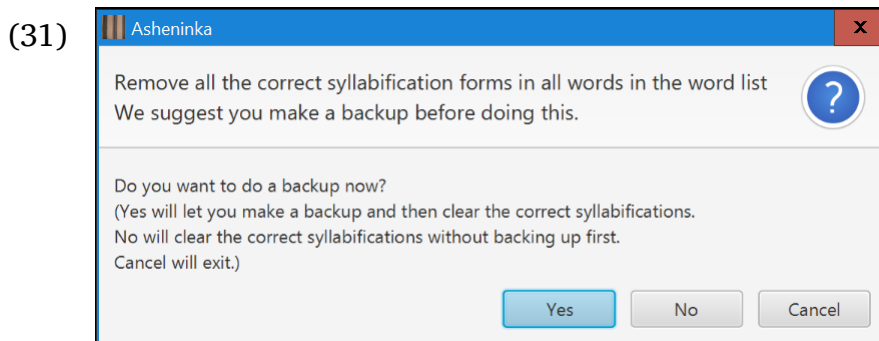 (31)
Asheninka
x
Remove all the correct syllabification forms in all words in the word list
We suggest you make a backup before doing this.
?
Do you want to do a backup now?
(Yes will let you make a backup and then clear the correct syllabifications.
No will clear the correct syllabifications without backing up first.
Cancel will exit.)
Yes No Cancel